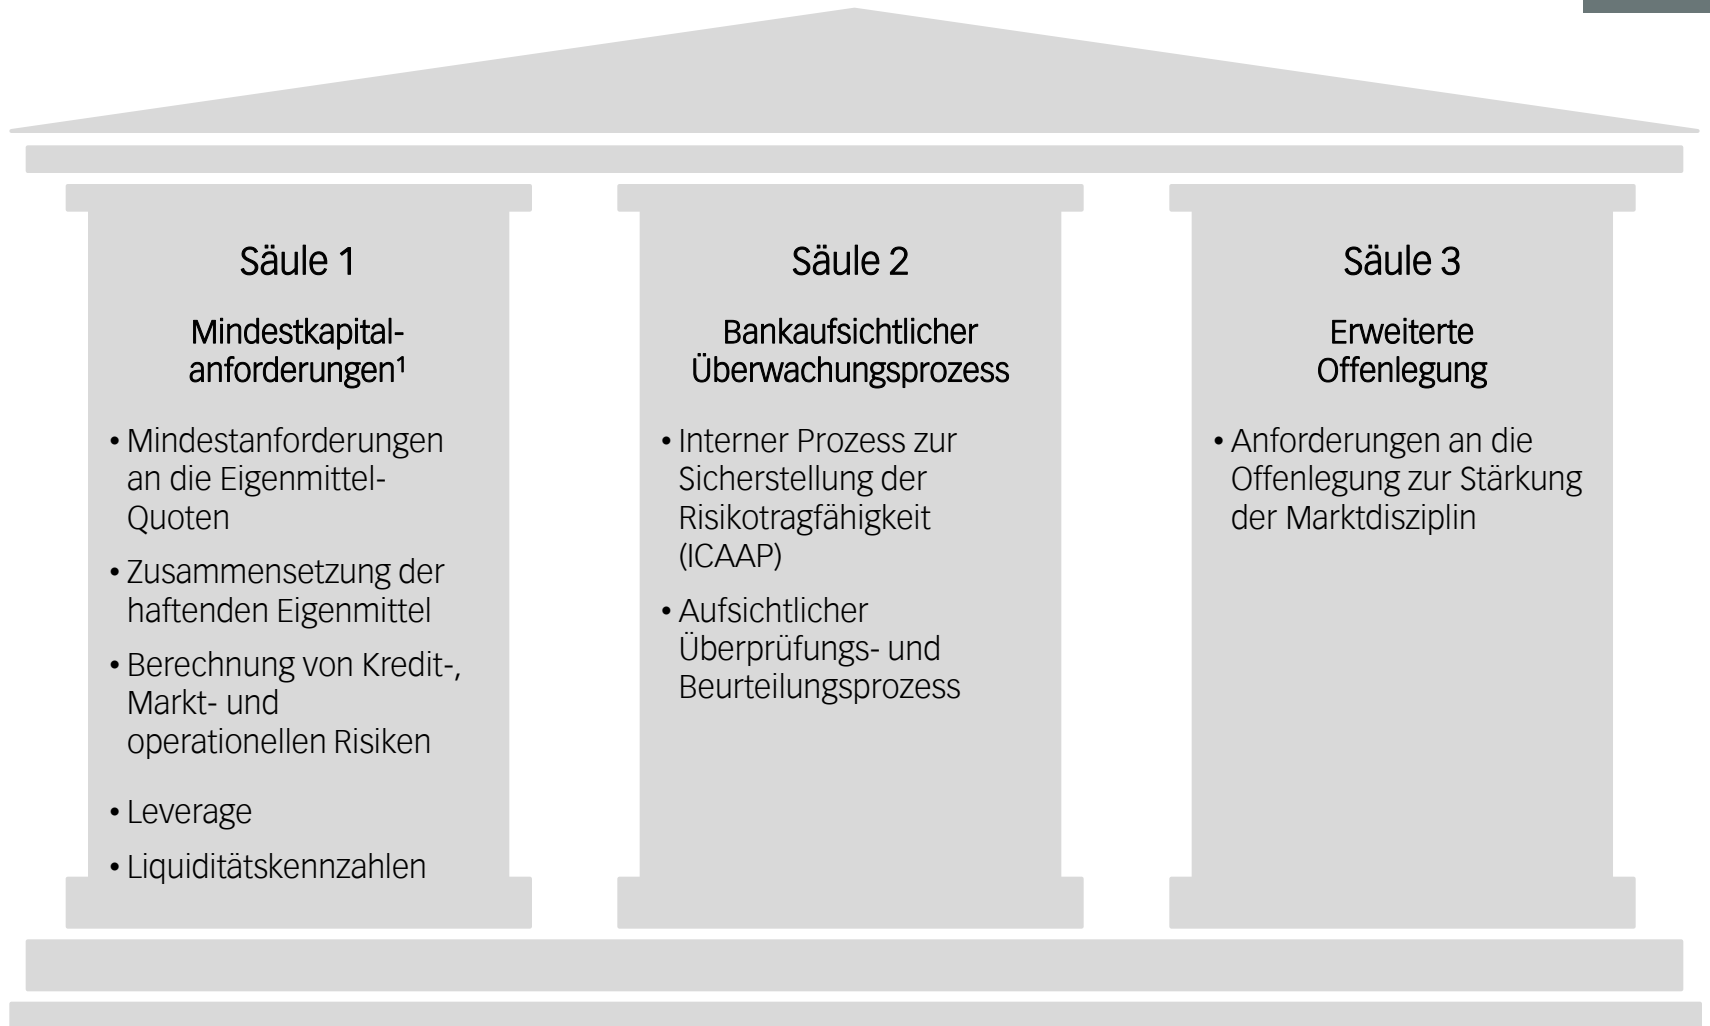 Säule 1
Mindestkapital-
anforderungen¹
• Mindestanforderungen
an die Eigenmittel-
Quoten
• Zusammensetzung der
haftenden Eigenmittel
• Berechnung von Kredit-,
Markt- und
operationellen Risiken
• Leverage
• Liquiditätskennzahlen
Säule 2
Bankaufsichtlicher
Überwachungsprozess
• Interner Prozess zur
Sicherstellung der
Risikotragfähigkeit
(ICAAP)
• Aufsichtlicher
Überprüfungs- und
Beurteilungsprozess
Säule 3
Erweiterte
Offenlegung
• Anforderungen an die
Offenlegung zur Stärkung
der Marktdisziplin